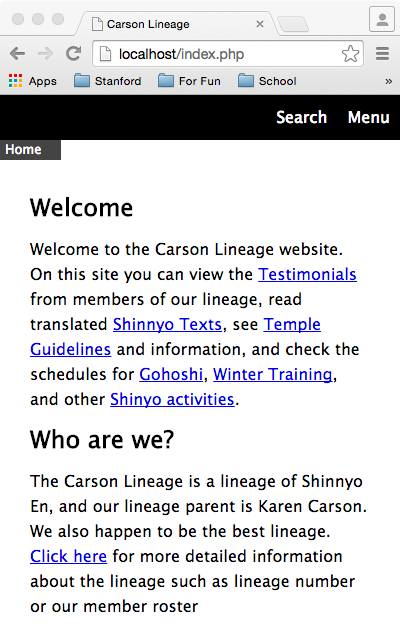 Carson Lineage
localhost/index.php
Apps Stanford For Fun School »
Search Menu
Home
Welcome
Welcome to the Carson Lineage website.
On this site you can view the Testimonials
from members of our lineage, read
translated Shinnyo Texts, see Temple
Guidelines and information, and check the
schedules for Gohoshi, Winter Training,
and other Shinyo activities.
Who are we?
The Carson Lineage is a lineage of Shinnyo
En, and our lineage parent is Karen Carson.
We also happen to be the best lineage.
Click here for more detailed information
about the lineage such as lineage number
or our member roster